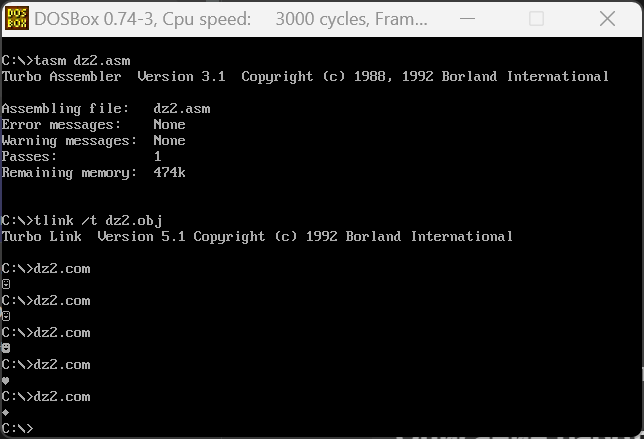 DOSBox 0.74-3, Cpu speed:    3000 cycles, Fram...
C:\>tasm dz2.asm
Turbo Assembler  Version 3.1  Copyright (c) 1988, 1992 Borland International
Assembling file:   dz2.asm
Error messages:    None
Warning messages:  None
Passes:            1
Remaining memory:  474k
C:\>tlink /t dz2.obj
Turbo Link  Version 5.1 Copyright (c) 1992 Borland International
C:\>dz2.com
☺
C:\>dz2.com
☺
C:\>dz2.com
☻
C:\>dz2.com
♥
C:\>dz2.com
♦
C:\>